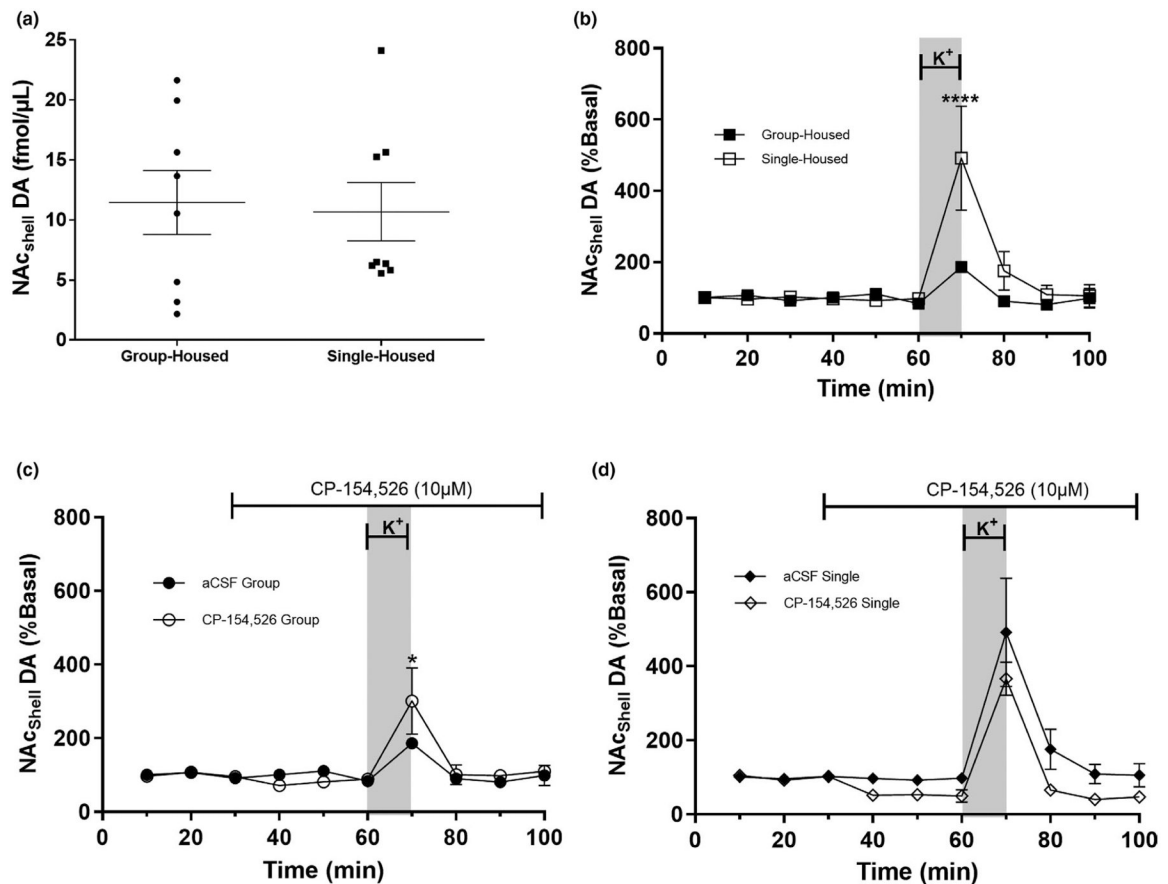 (a)
NAc_Shell DA (fmol/µL)
25
20
15
10
5
0
Group-Housed
Single-Housed
(b)
NAc_Shell DA (%Basal)
800
600
400
200
0
K+
****
Group-Housed
Single-Housed
0 20 40 60 80 100
Time (min)
(c)
CP-154,526 (10µM)
NAc_Shell DA (%Basal)
800
600
400
200
0
K+
aCSF Group
CP-154,526 Group
*
0 20 40 60 80 100
Time (min)
(d)
CP-154,526 (10µM)
NAc_Shell DA (%Basal)
800
600
400
200
0
K+
aCSF Single
CP-154,526 Single
0 20 40 60 80 100
Time (min)